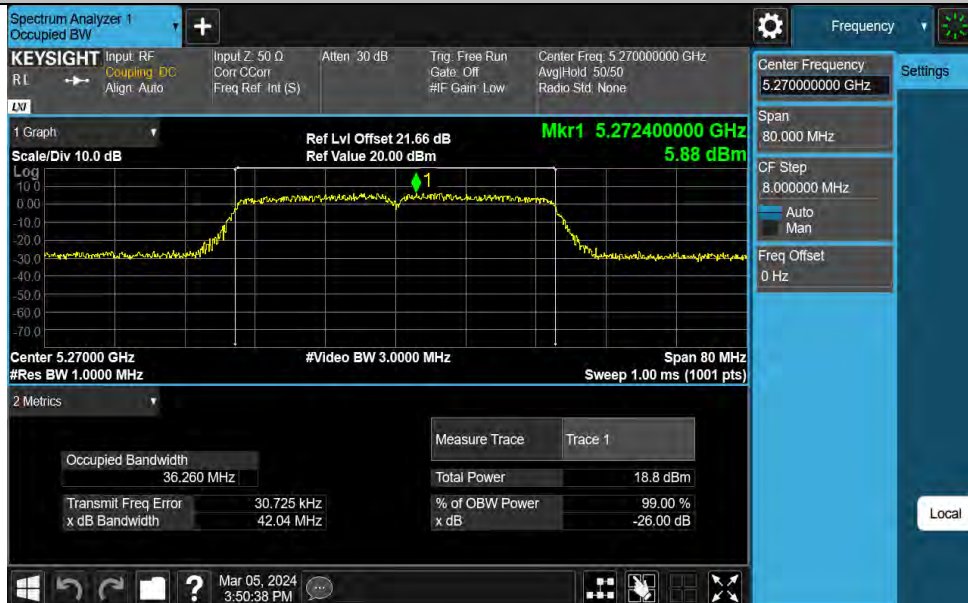 Spectrum Analyzer 1
Occupied BW
+
Frequency
KEYSIGHT
Input: RF
Coupling: DC
Align: Auto
Input Z: 50 Ω
Corr CCorr
Freq Ref: Int (S)
Atten: 30 dB
Trig: Free Run
Gate: Off
#IF Gain: Low
Center Freq: 5.270000000 GHz
Avg|Hold: 50/50
Radio Std: None
LXI
Center Frequency
5.270000000 GHz
Settings
Span
80.000 MHz
CF Step
8.000000 MHz
Auto
Man
Freq Offset
0 Hz
Local
1 Graph
Scale/Div 10.0 dB
Ref Lvl Offset 21.66 dB
Ref Value 20.00 dBm
Mkr1 5.272400000 GHz
5.88 dBm
Log
1
10.0
0.00
-10.0
-20.0
-30.0
-40.0
-50.0
-60.0
-70.0
Center 5.27000 GHz
#Video BW 3.0000 MHz
Span 80 MHz
#Res BW 1.0000 MHz
Sweep 1.00 ms (1001 pts)
2 Metrics
Measure Trace Trace 1
Occupied Bandwidth
36.260 MHz
Total Power 18.8 dBm
Transmit Freq Error 30.725 kHz
% of OBW Power 99.00 %
x dB Bandwidth 42.04 MHz
x dB -26.00 dB
?
Mar 05, 2024
3:50:38 PM